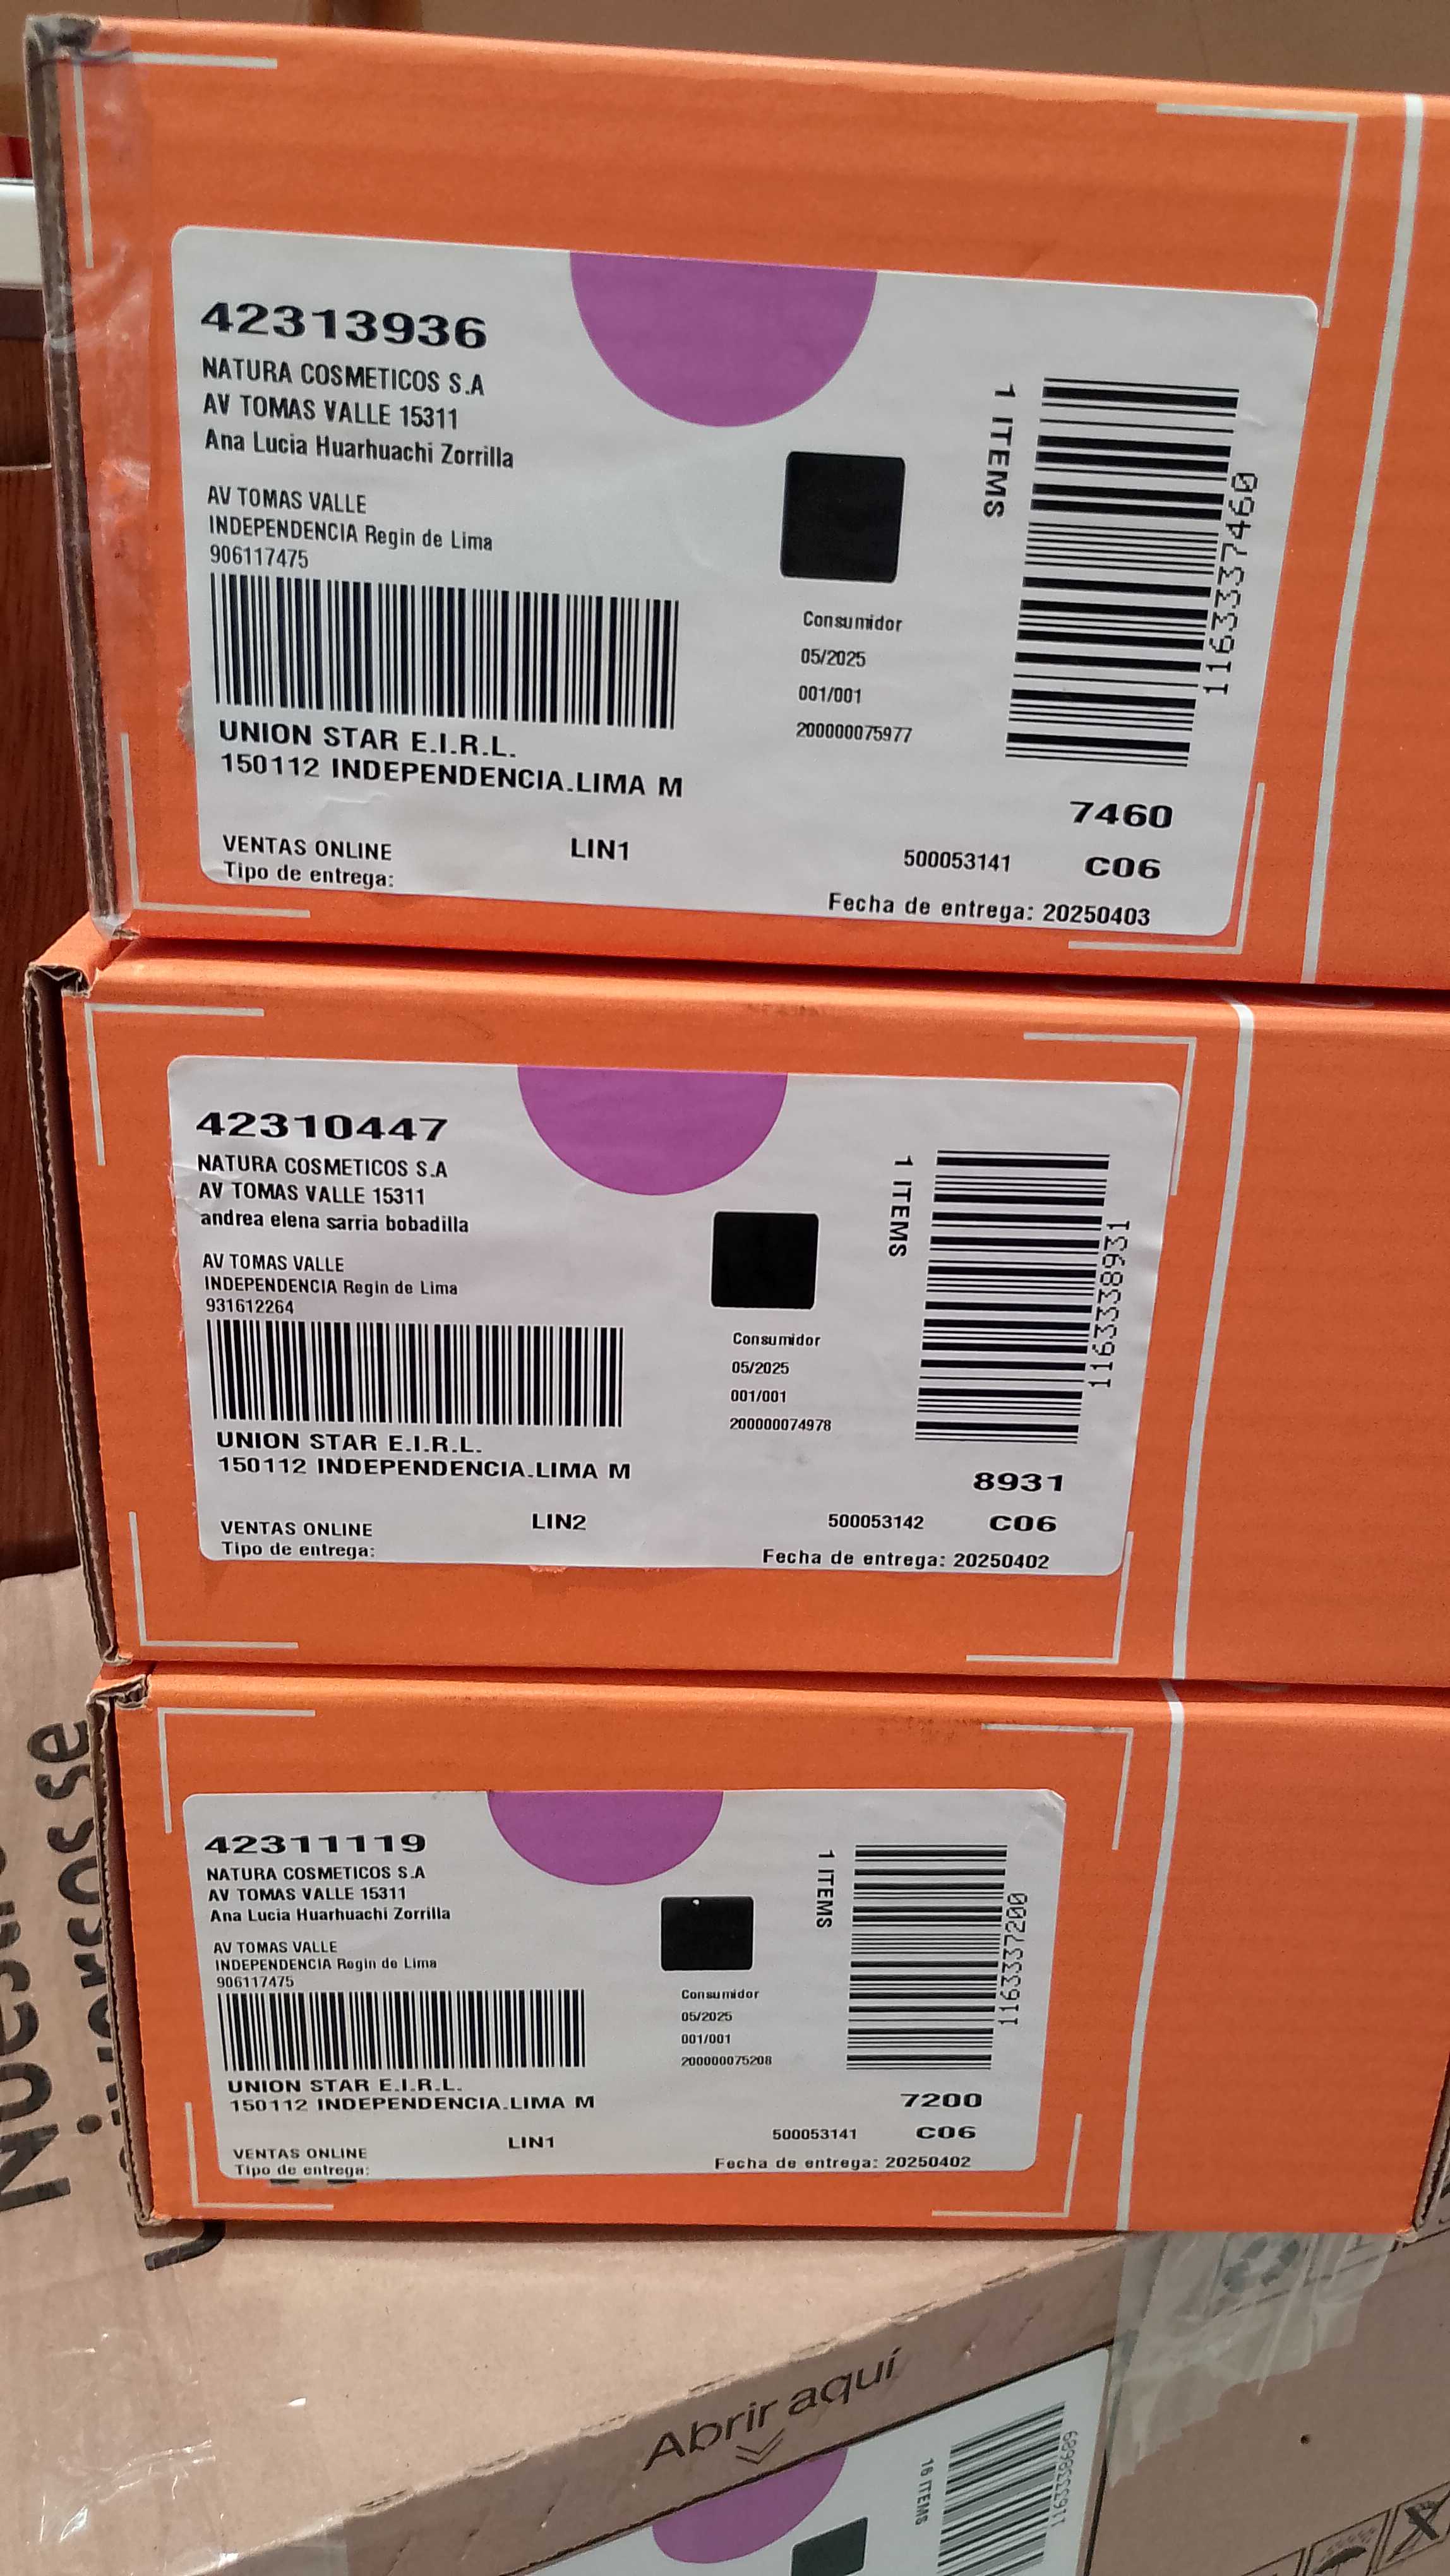 42313936
NATURA COSMETICOS S.A
AV TOMAS VALLE 15311
Ana Lucia Huarhuachi Zorrilla
AV TOMAS VALLE
INDEPENDENCIA Regin de Lima
906117475
UNION STAR E.I.R.L.
150112 INDEPENDENCIA.LIMA M
VENTAS ONLINE
Tipo de entrega:
LIN1
Consumidor
05/2025
001/001
200000075977
1 ITEMS
1163337460
7460
500053141
C06
Fecha de entrega: 20250403
42310447
NATURA COSMETICOS S.A
AV TOMAS VALLE 15311
andrea elena sarria bobadilla
AV TOMAS VALLE
INDEPENDENCIA Regin de Lima
931612264
UNION STAR E.I.R.L.
150112 INDEPENDENCIA.LIMA M
VENTAS ONLINE
Tipo de entrega:
LIN2
Consumidor
05/2025
001/001
200000074978
1 ITEMS
1163338931
8931
500053142
C06
Fecha de entrega: 20250402
42311119
NATURA COSMETICOS S.A
AV TOMAS VALLE 15311
Ana Lucia Huarhuachi Zorrilla
AV TOMAS VALLE
INDEPENDENCIA Regin de Lima
906117475
UNION STAR E.I.R.L.
150112 INDEPENDENCIA.LIMA M
VENTAS ONLINE
Tipo de entrega:
LIN1
Consumidor
05/2025
001/001
200000075208
1 ITEMS
1163337200
7200
500053141
C06
Fecha de entrega: 20250402
Abrir aquí
16 ITEMS